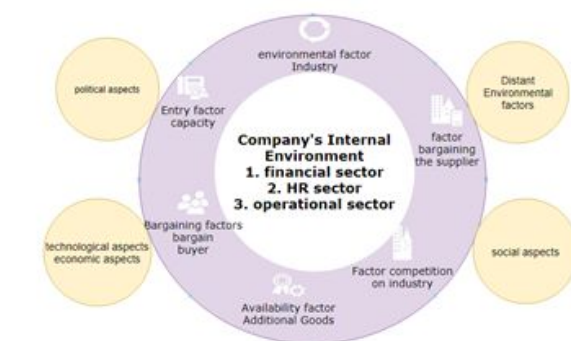 environmental factor
Industry
political aspects
Distant
Environmental
factors
Entry factor
capacity
factor
bargaining
the supplier
Company's Internal
Environment
1. financial sector
2. HR sector
3. operational sector
Bargaining factors
bargain
buyer
technological aspects
economic aspects
social aspects
Factor competition
on industry
Availability factor
Additional Goods